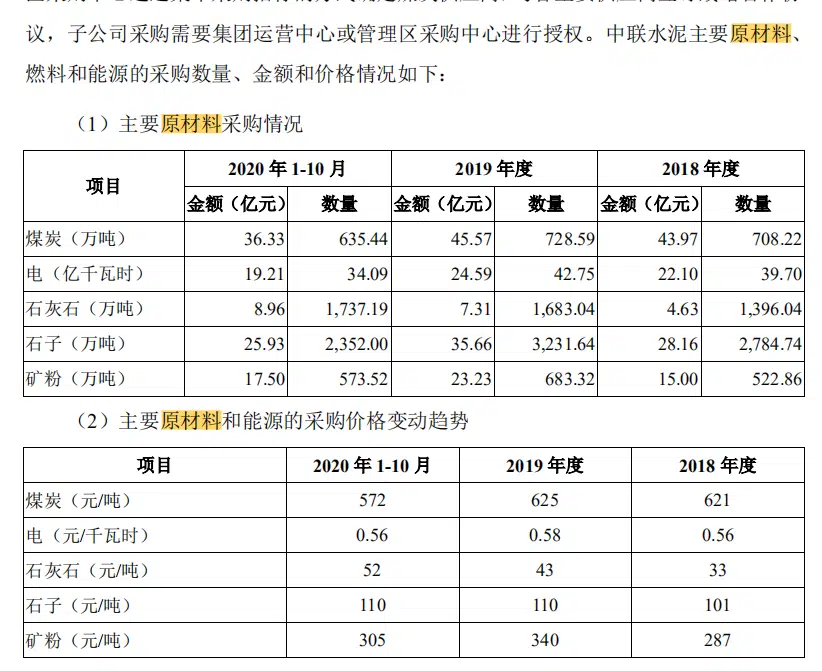 议，子公司采购需要集团运营中心或管理区采购中心进行授权。中联水泥主要原材料、
燃料和能源的采购数量、金额和价格情况如下：
（1）主要原材料采购情况
项目 2020 年 1-10 月 2019 年度 2018 年度
金额（亿元） 数量 金额（亿元） 数量 金额（亿元） 数量
煤炭（万吨） 36.33 635.44 45.57 728.59 43.97 708.22
电（亿千瓦时） 19.21 34.09 24.59 42.75 22.10 39.70
石灰石（万吨） 8.96 1,737.19 7.31 1,683.04 4.63 1,396.04
石子（万吨） 25.93 2,352.00 35.66 3,231.64 28.16 2,784.74
矿粉（万吨） 17.50 573.52 23.23 683.32 15.00 522.86
（2）主要原材料和能源的采购价格变动趋势
项目 2020 年 1-10 月 2019 年度 2018 年度
煤炭（元/吨） 572 625 621
电（元/千瓦时） 0.56 0.58 0.56
石灰石（元/吨） 52 43 33
石子（元/吨） 110 110 101
矿粉（元/吨） 305 340 287